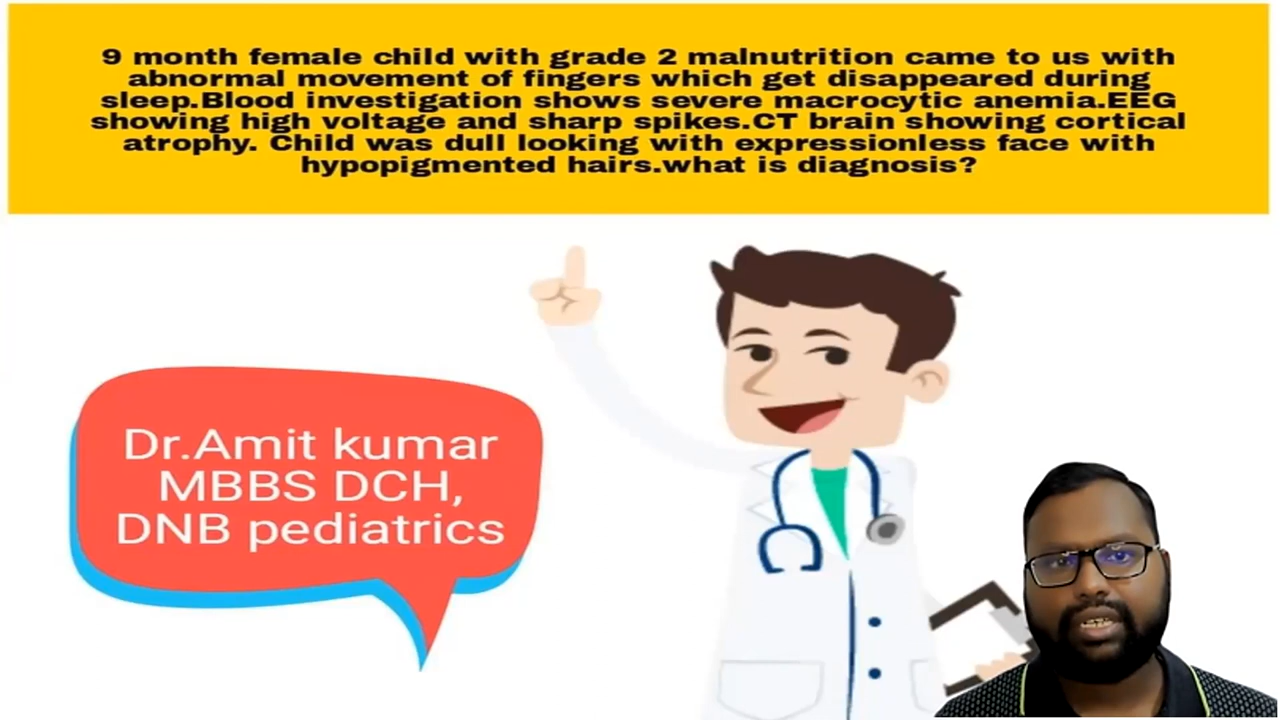 9 month female child with grade 2 malnutrition came to us with
abnormal movement of fingers which get disappeared during
sleep.Blood investigation shows severe macrocytic anemia.EEG
showing high voltage and sharp spikes.CT brain showing cortical
atrophy. Child was dull looking with expressionless face with
hypopigmented hairs.what is diagnosis?
Dr.Amit kumar
MBBS DCH,
DNB pediatrics